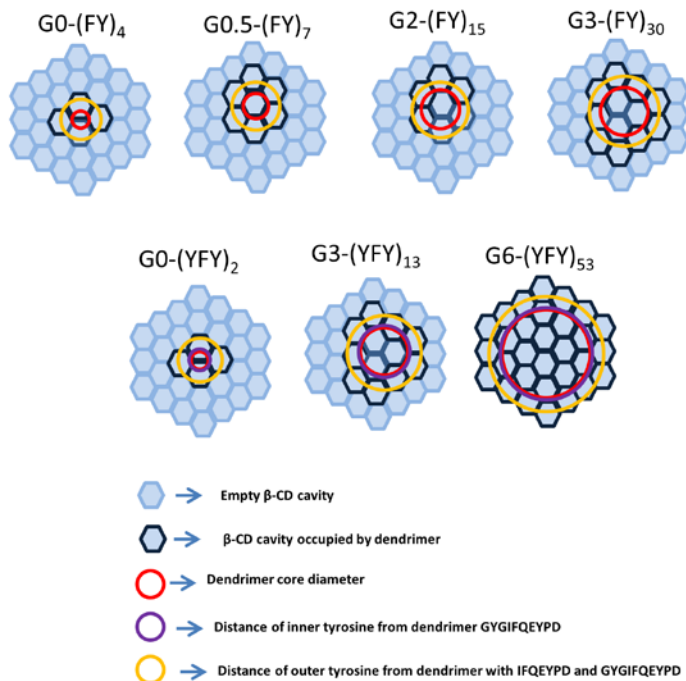 G0-(FY)4 G0.5-(FY)7 G2-(FY)15 G3-(FY)30
G0-(YFY)2 G3-(YFY)13 G6-(YFY)53
Empty β-CD cavity
β-CD cavity occupied by dendrimer
Dendrimer core diameter
Distance of inner tyrosine from dendrimer GYGIFQEYPD
Distance of outer tyrosine from dendrimer with IFQEYPD and GYGIFQEYPD